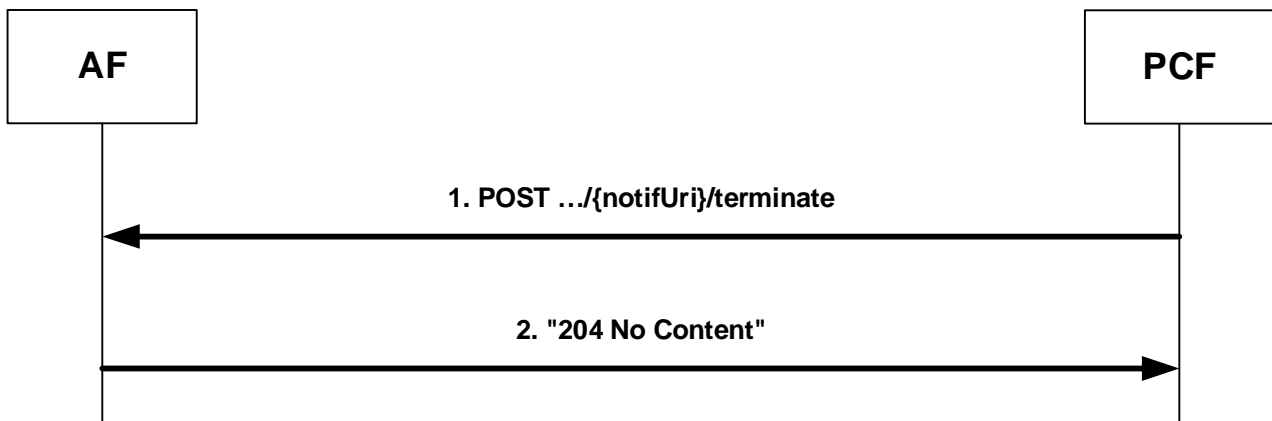 AF
PCF
1. POST …/{notifUri}/terminate
2. "204 No Content"